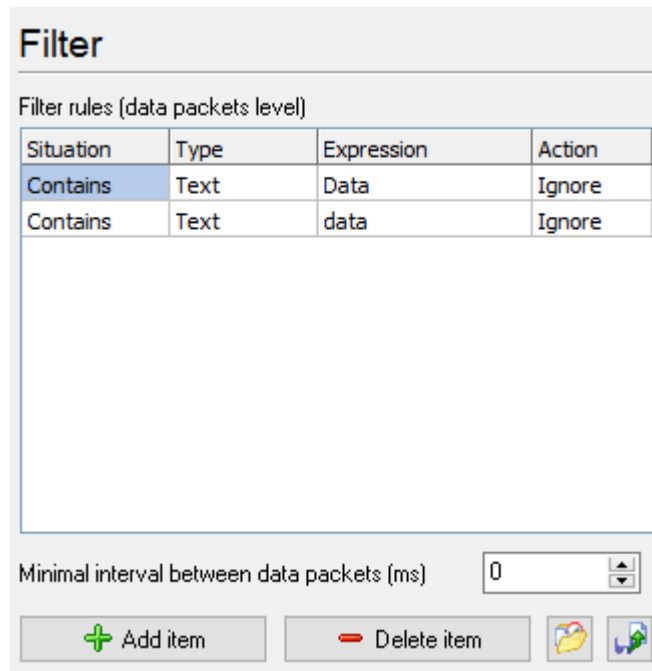 Filter
Filter rules (data packets level)
Situation Type Expression Action
Contains Text Data Ignore
Contains Text data Ignore
Minimal interval between data packets (ms) 0
Add item Delete item